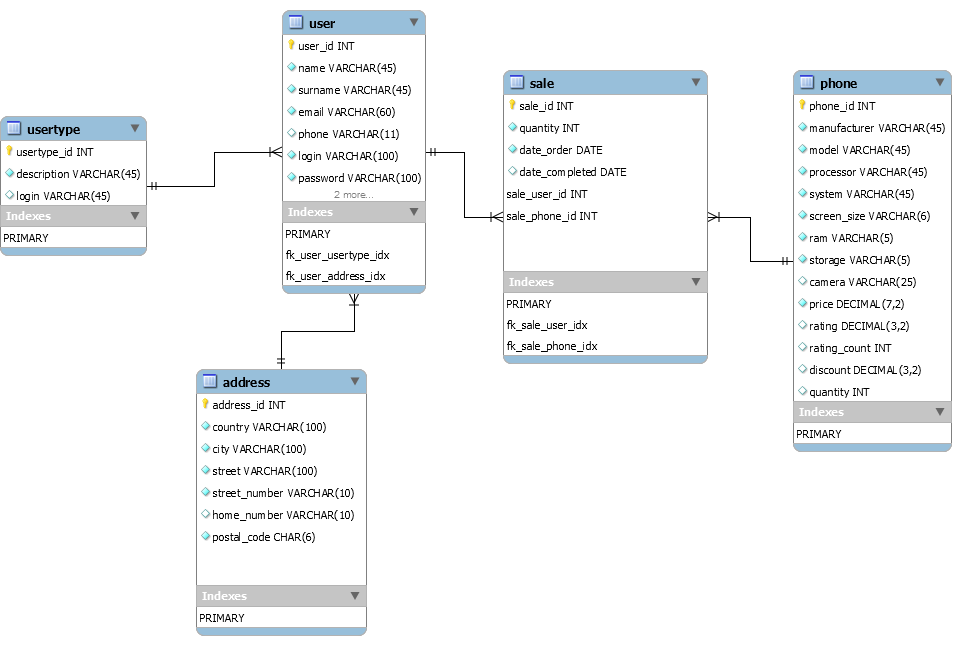 usertype
usertype_id INT
description VARCHAR(45)
login VARCHAR(45)
Indexes
PRIMARY
user
user_id INT
name VARCHAR(45)
surname VARCHAR(45)
email VARCHAR(60)
phone VARCHAR(11)
login VARCHAR(100)
password VARCHAR(100)
2 more...
Indexes
PRIMARY
fk_user_usertype_idx
fk_user_address_idx
address
address_id INT
country VARCHAR(100)
city VARCHAR(100)
street VARCHAR(100)
street_number VARCHAR(10)
home_number VARCHAR(10)
postal_code CHAR(6)
Indexes
PRIMARY
sale
sale_id INT
quantity INT
date_order DATE
date_completed DATE
sale_user_id INT
sale_phone_id INT
Indexes
PRIMARY
fk_sale_user_idx
fk_sale_phone_idx
phone
phone_id INT
manufacturer VARCHAR(45)
model VARCHAR(45)
processor VARCHAR(45)
system VARCHAR(45)
screen_size VARCHAR(6)
ram VARCHAR(5)
storage VARCHAR(5)
camera VARCHAR(25)
price DECIMAL(7,2)
rating DECIMAL(3,2)
rating_count INT
discount DECIMAL(3,2)
quantity INT
Indexes
PRIMARY